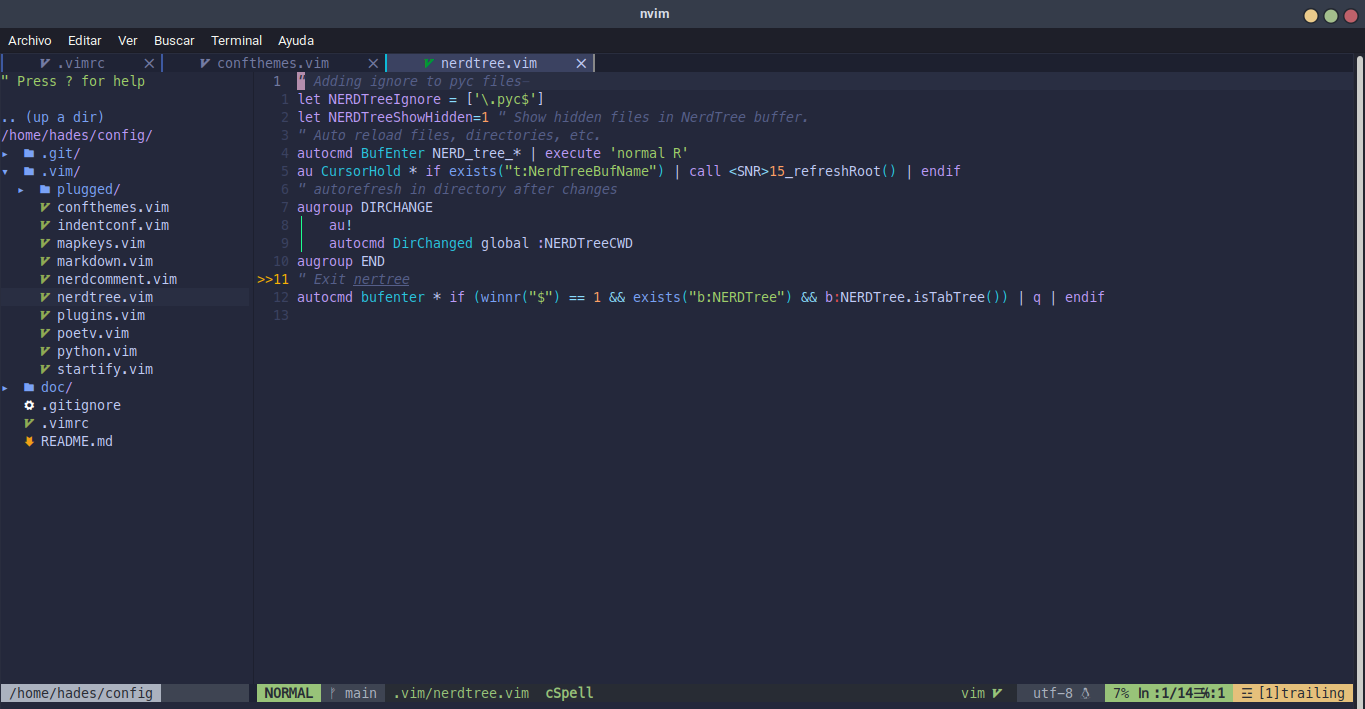 nvim
Archivo Editar Ver Buscar Terminal Ayuda
.vimrc confthemes.vim nerdtree.vim
" Press ? for help
.. (up a dir)
/home/hades/config/
.git/
.vim/
plugged/
confthemes.vim
indentconf.vim
mapkeys.vim
markdown.vim
nerdcomment.vim
nerdtree.vim
plugins.vim
poetv.vim
python.vim
startify.vim
doc/
.gitignore
.vimrc
README.md
1 " Adding ignore to pyc files-
1 let NERDTreeIgnore = ['\.pyc$']
2 let NERDTreeShowHidden=1 " Show hidden files in NerdTree buffer.
3 " Auto reload files, directories, etc.
4 autocmd BufEnter NERD_tree_* | execute 'normal R'
5 au CursorHold * if exists("t:NerdTreeBufName") | call <SNR>15_refreshRoot() | endif
6 " autorefresh in directory after changes
7 augroup DIRCHANGE
8 au!
9 autocmd DirChanged global :NERDTreeCWD
10 augroup END
>>11 " Exit nertree
12 autocmd bufenter * if (winnr("$") == 1 && exists("b:NERDTree") && b:NERDTree.isTabTree()) | q | endif
13
/home/hades/config NORMAL main .vim/nerdtree.vim cSpell vim utf-8 7% ln :1/14☰℅:1 ☲ [1]trailing